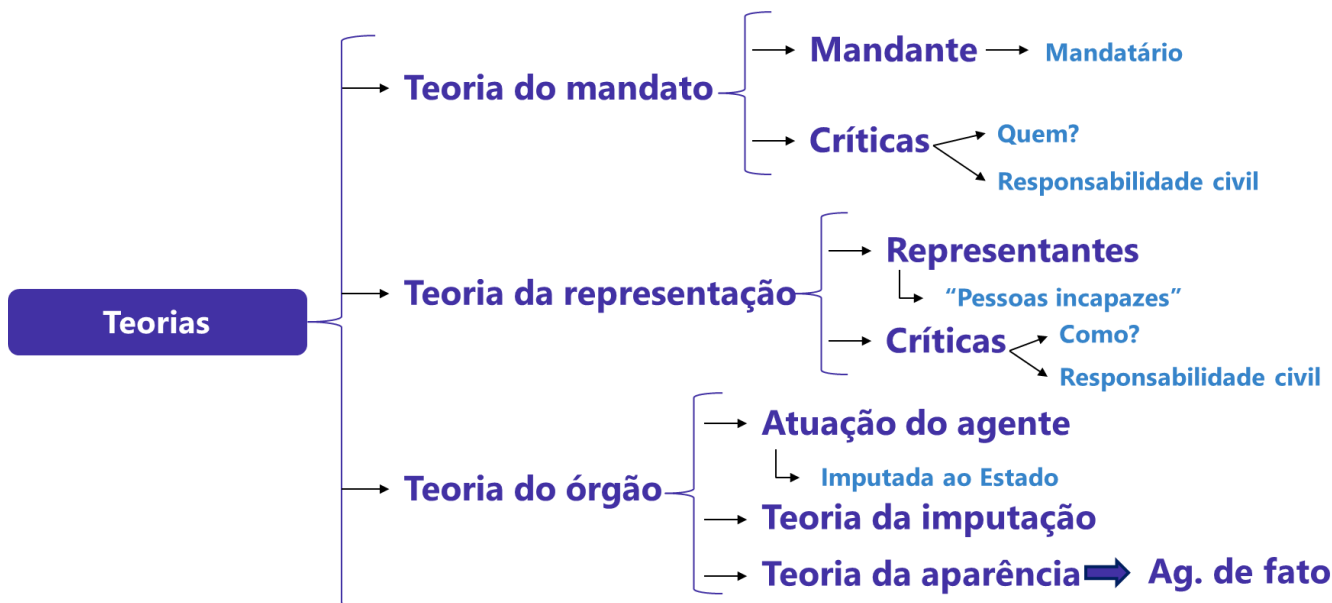 Teorias
Teoria do mandato
Mandante
Mandatário
Críticas
Quem?
Responsabilidade civil
Teoria da representação
Representantes
“Pessoas incapazes”
Críticas
Como?
Responsabilidade civil
Teoria do órgão
Atuação do agente
Imputada ao Estado
Teoria da imputação
Teoria da aparência
Ag. de fato